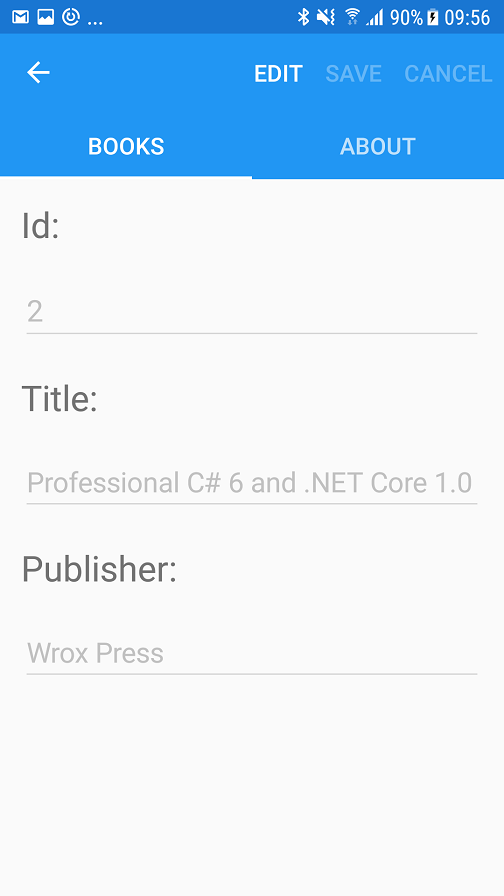 ... 90% 09:56
EDIT SAVE CANCEL
BOOKS ABOUT
Id:
2
Title:
Professional C# 6 and .NET Core 1.0
Publisher:
Wrox Press